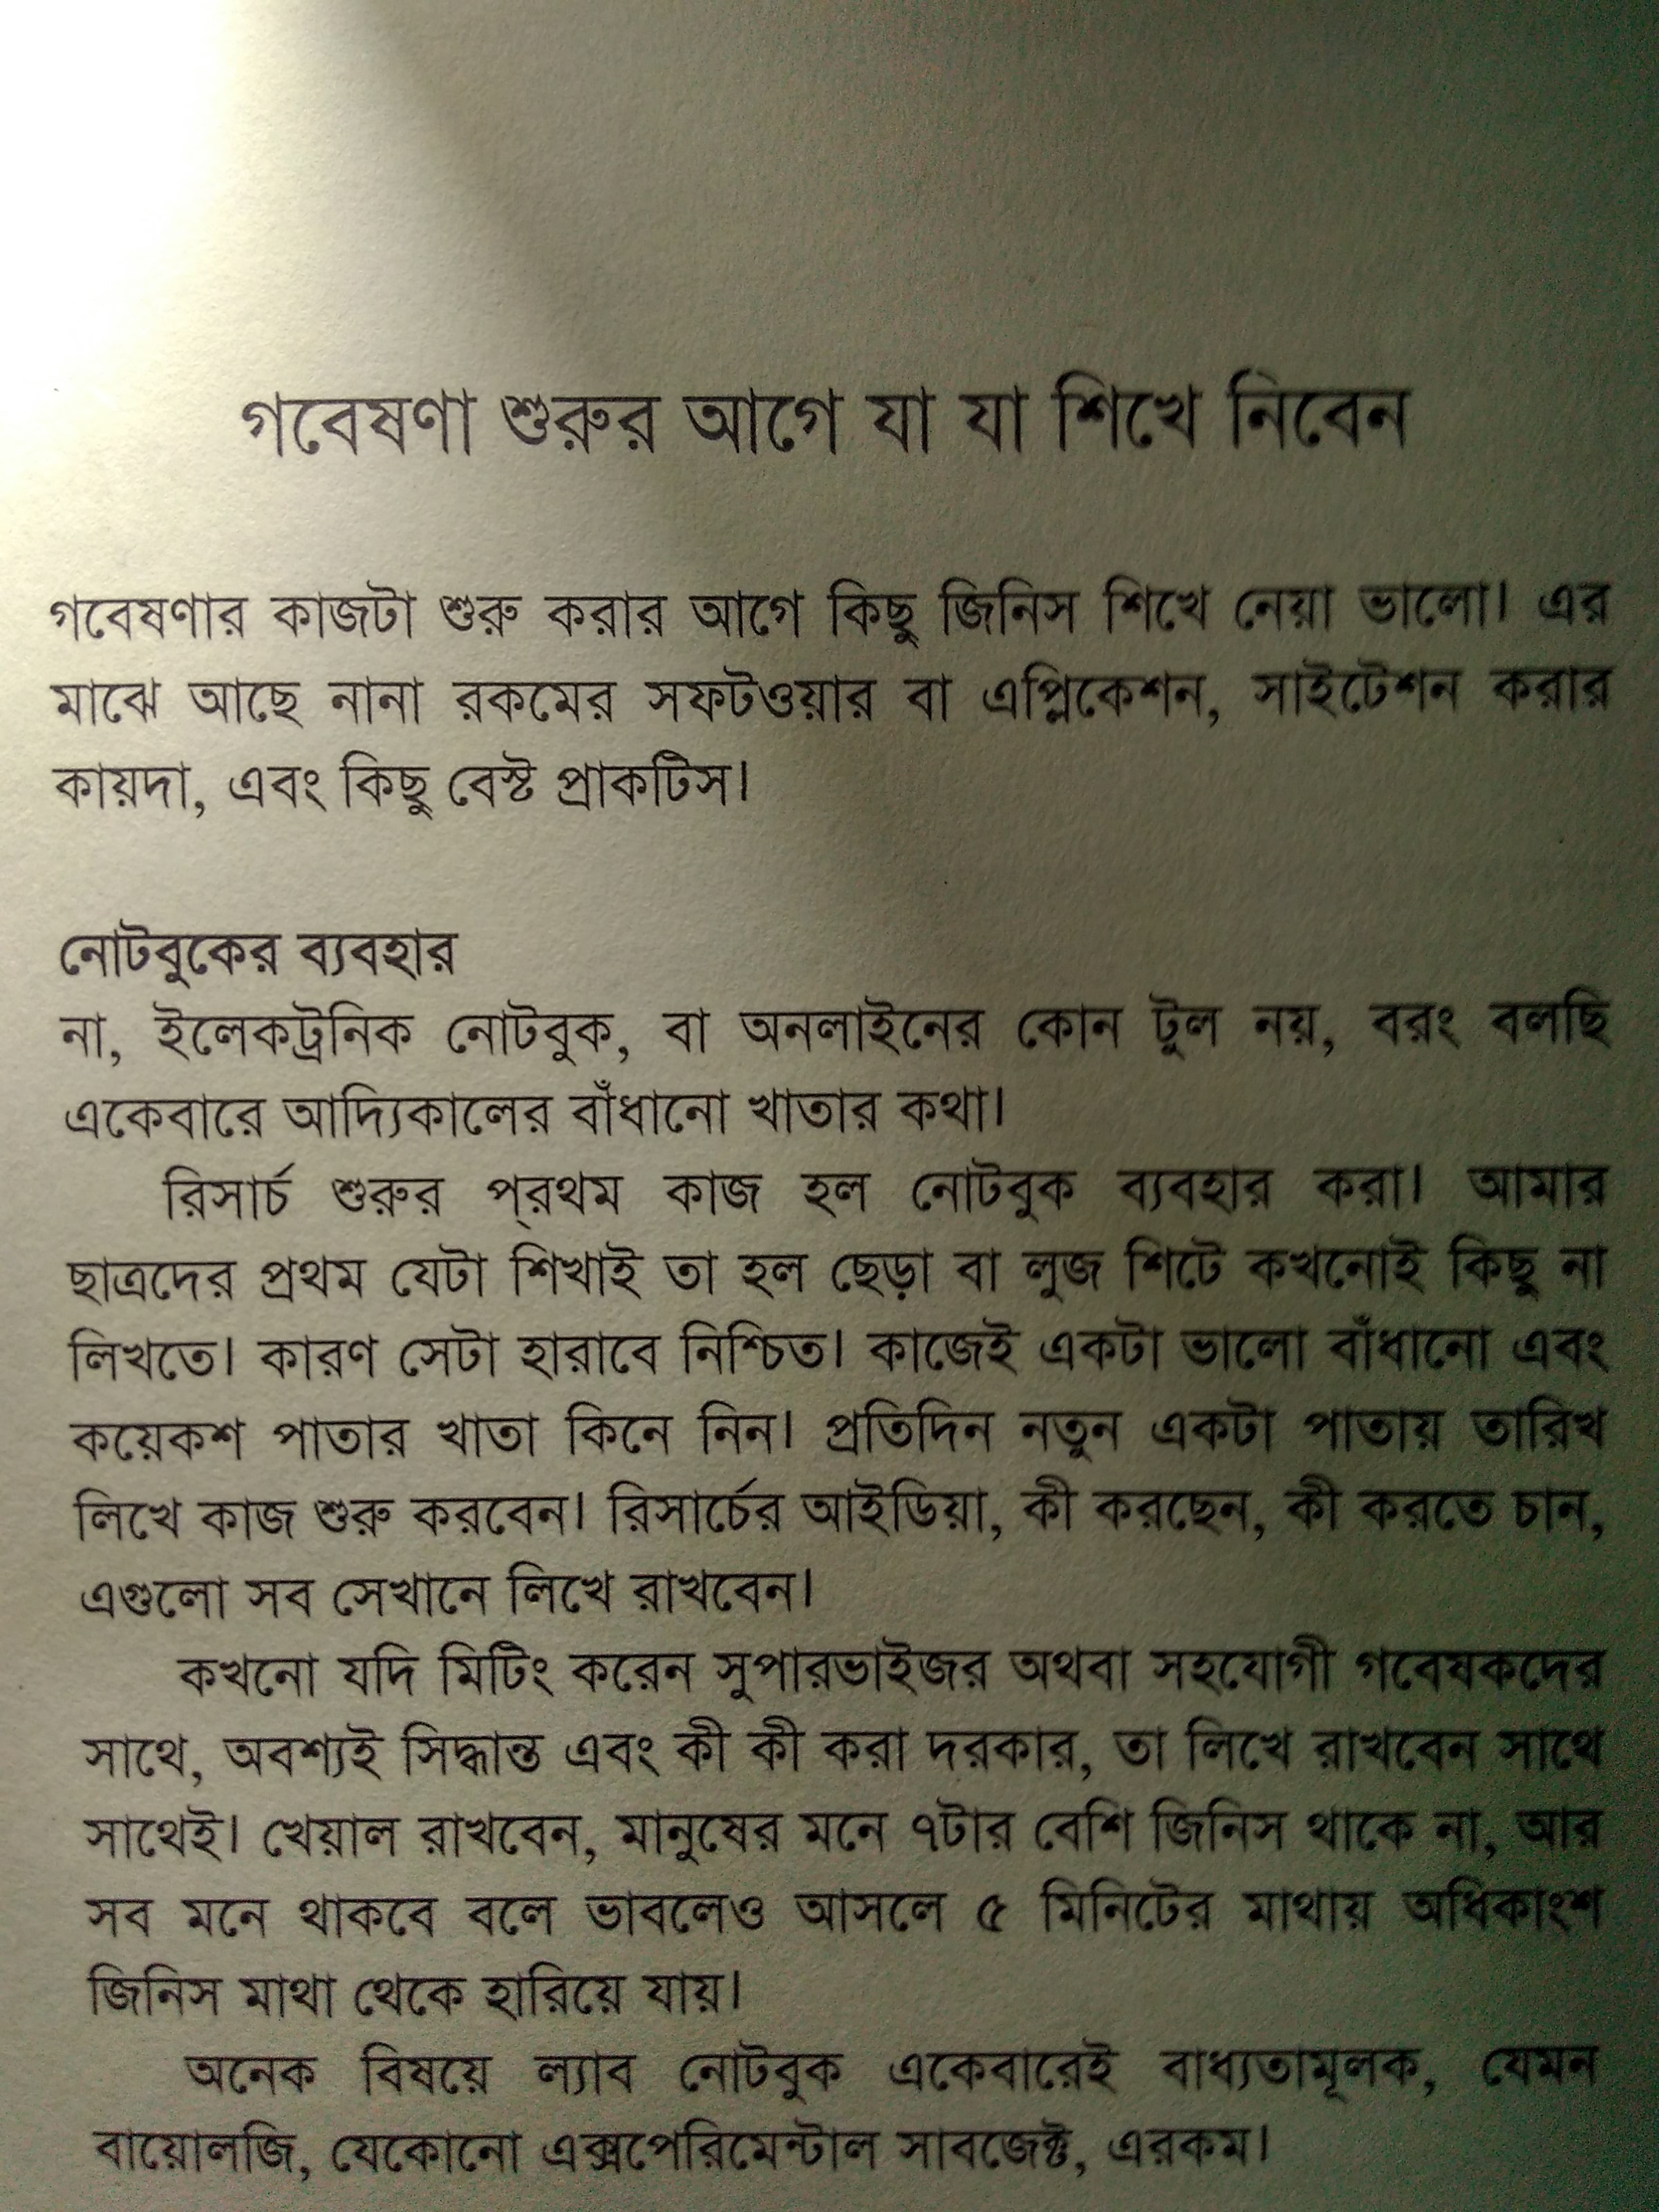 গবেষণা শুরুর আগে যা যা শিখে নিবেন
গবেষণার কাজটা শুরু করার আগে কিছু জিনিস শিখে নেয়া ভালো। এর
মাঝে আছে নানা রকমের সফটওয়ার বা এপ্লিকেশন, সাইটেশন করার
কায়দা, এবং কিছু বেস্ট প্রাকটিস।
নোটবুকের ব্যবহার
না, ইলেকট্রনিক নোটবুক, বা অনলাইনের কোন টুল নয়, বরং বলছি
একেবারে আদ্যিকালের বাঁধানো খাতার কথা।
রিসার্চ শুরুর প্‌রথম কাজ হল নোটবুক ব্যবহার করা। আমার
ছাত্রদের প্রথম যেটা শিখাই তা হল ছেড়া বা লুজ শিটে কখনোই কিছু না
লিখতে। কারণ সেটা হারাবে নিশ্চিত। কাজেই একটা ভালো বাঁধানো এবং
কয়েকশ পাতার খাতা কিনে নিন। প্রতিদিন নতুন একটা পাতায় তারিখ
লিখে কাজ শুরু করবেন। রিসার্চের আইডিয়া, কী করছেন, কী করতে চান,
এগুলো সব সেখানে লিখে রাখবেন।
কখনো যদি মিটিং করেন সুপারভাইজর অথবা সহযোগী গবেষকদের
সাথে, অবশ্যই সিদ্ধান্ত এবং কী কী করা দরকার, তা লিখে রাখবেন সাথে
সাথেই। খেয়াল রাখবেন, মানুষের মনে ৭টার বেশি জিনিস থাকে না, আর
সব মনে থাকবে বলে ভাবলেও আসলে ৫ মিনিটের মাথায় অধিকাংশ
জিনিস মাথা থেকে হারিয়ে যায়।
অনেক বিষয়ে ল্যাব নোটবুক একেবারেই বাধ্যতামূলক, যেমন
বায়োলজি, যেকোনো এক্সপেরিমেন্টাল সাবজেক্ট, এরকম।